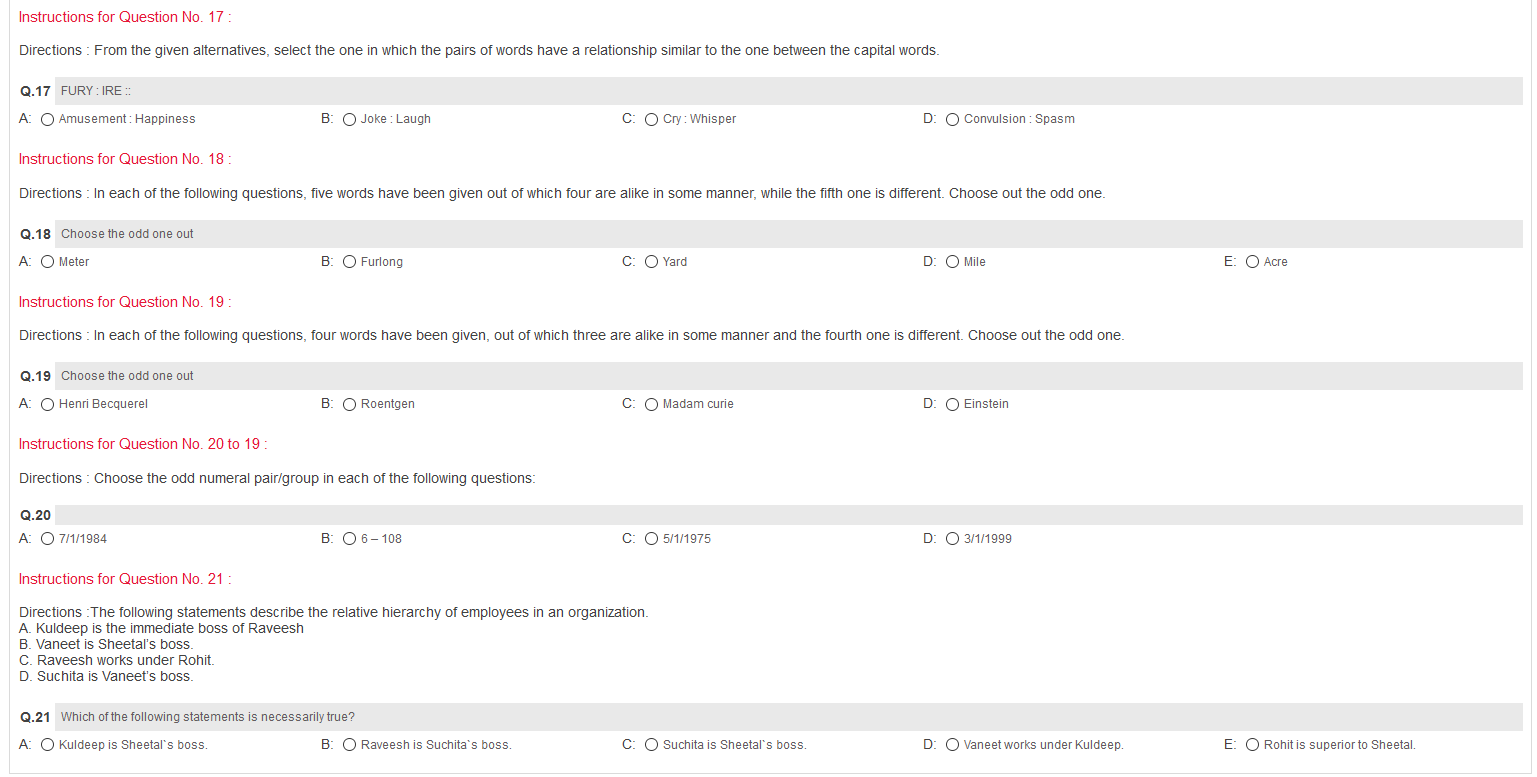 Instructions for Question No. 17 :
Directions : From the given alternatives, select the one in which the pairs of words have a relationship similar to the one between the capital words.
Q.17 FURY : IRE ::
A: Amusement : Happiness B: Joke : Laugh C: Cry : Whisper D: Convulsion : Spasm
Instructions for Question No. 18 :
Directions : In each of the following questions, five words have been given out of which four are alike in some manner, while the fifth one is different. Choose out the odd one.
Q.18 Choose the odd one out
A: Meter B: Furlong C: Yard D: Mile E: Acre
Instructions for Question No. 19 :
Directions : In each of the following questions, four words have been given, out of which three are alike in some manner and the fourth one is different. Choose out the odd one.
Q.19 Choose the odd one out
A: Henri Becquerel B: Roentgen C: Madam curie D: Einstein
Instructions for Question No. 20 to 19 :
Directions : Choose the odd numeral pair/group in each of the following questions:
Q.20
A: 7/1/1984 B: 6 – 108 C: 5/1/1975 D: 3/1/1999
Instructions for Question No. 21 :
Directions :The following statements describe the relative hierarchy of employees in an organization.
A. Kuldeep is the immediate boss of Raveesh
B. Vaneet is Sheetal's boss.
C. Raveesh works under Rohit.
D. Suchita is Vaneet's boss.
Q.21 Which of the following statements is necessarily true?
A: Kuldeep is Sheetal`s boss. B: Raveesh is Suchita`s boss. C: Suchita is Sheetal`s boss. D: Vaneet works under Kuldeep. E: Rohit is superior to Sheetal.